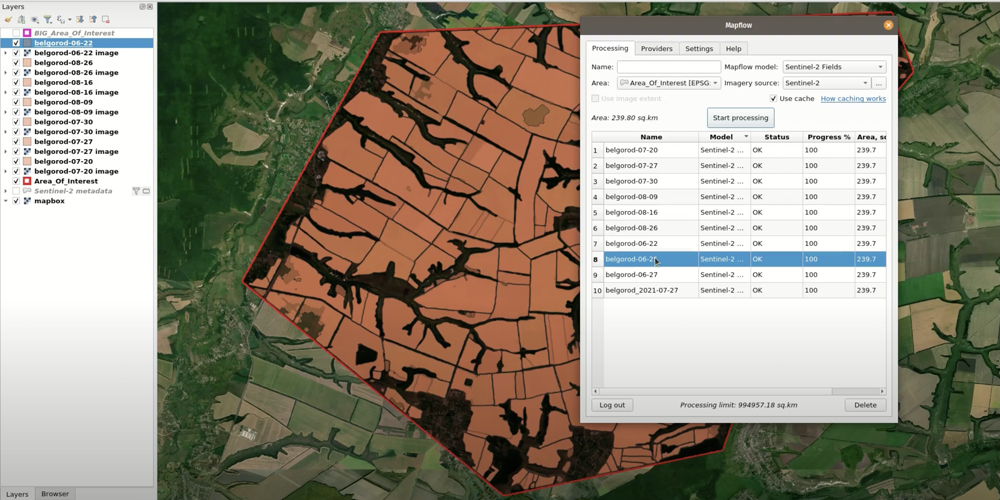 Layers
BIG_Area_Of_Interest
belgorod-06-22
belgorod-06-22 image
belgorod-08-26
belgorod-08-26 image
belgorod-08-16
belgorod-08-16 image
belgorod-08-09
belgorod-08-09 image
belgorod-07-30
belgorod-07-30 image
belgorod-07-27
belgorod-07-27 image
belgorod-07-20
belgorod-07-20 image
Area_Of_Interest
Sentinel-2 metadata
mapbox
Layers Browser
Mapflow
Processing Providers Settings Help
Name: Mapflow model: Sentinel-2 Fields
Area: Area_Of_Interest [EPSG: Imagery source: Sentinel-2 ...
Use image extent Use cache How caching works
Area: 239.80 sq.km Start processing
Name Model Status Progress % Area, sq
1 belgorod-07-20 Sentinel-2 ... OK 100 239.7
2 belgorod-07-27 Sentinel-2 ... OK 100 239.7
3 belgorod-07-30 Sentinel-2 ... OK 100 239.7
4 belgorod-08-09 Sentinel-2 ... OK 100 239.7
5 belgorod-08-16 Sentinel-2 ... OK 100 239.7
6 belgorod-08-26 Sentinel-2 ... OK 100 239.7
7 belgorod-06-22 Sentinel-2 ... OK 100 239.7
8 Sentinel-2 ... OK 100 239.7
9 belgorod-06-27 Sentinel-2 ... OK 100 239.7
10 belgorod_2021-07-27 Sentinel-2 ... OK 100 239.7
Log out Processing limit: 994957.18 sq.km Delete